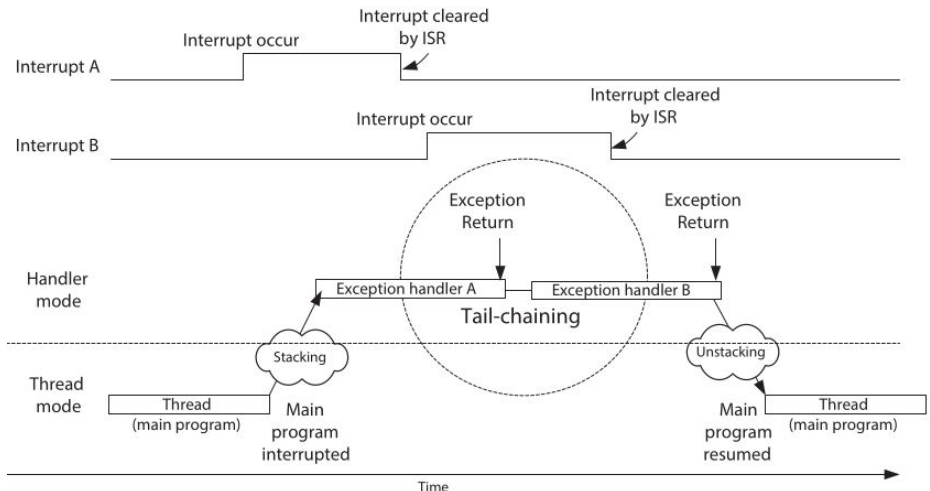 Interrupt cleared
by ISR
Interrupt occur
Interrupt A
Interrupt cleared
by ISR
Interrupt occur
Interrupt B
Exception
Return
Exception
Return
Handler
mode
Exception handler A
Exception handler B
Tail-chaining
Stacking
Unstacking
Thread
mode
Thread
(main program)
Main
program
interrupted
Main
program
resumed
Thread
(main program)
Time